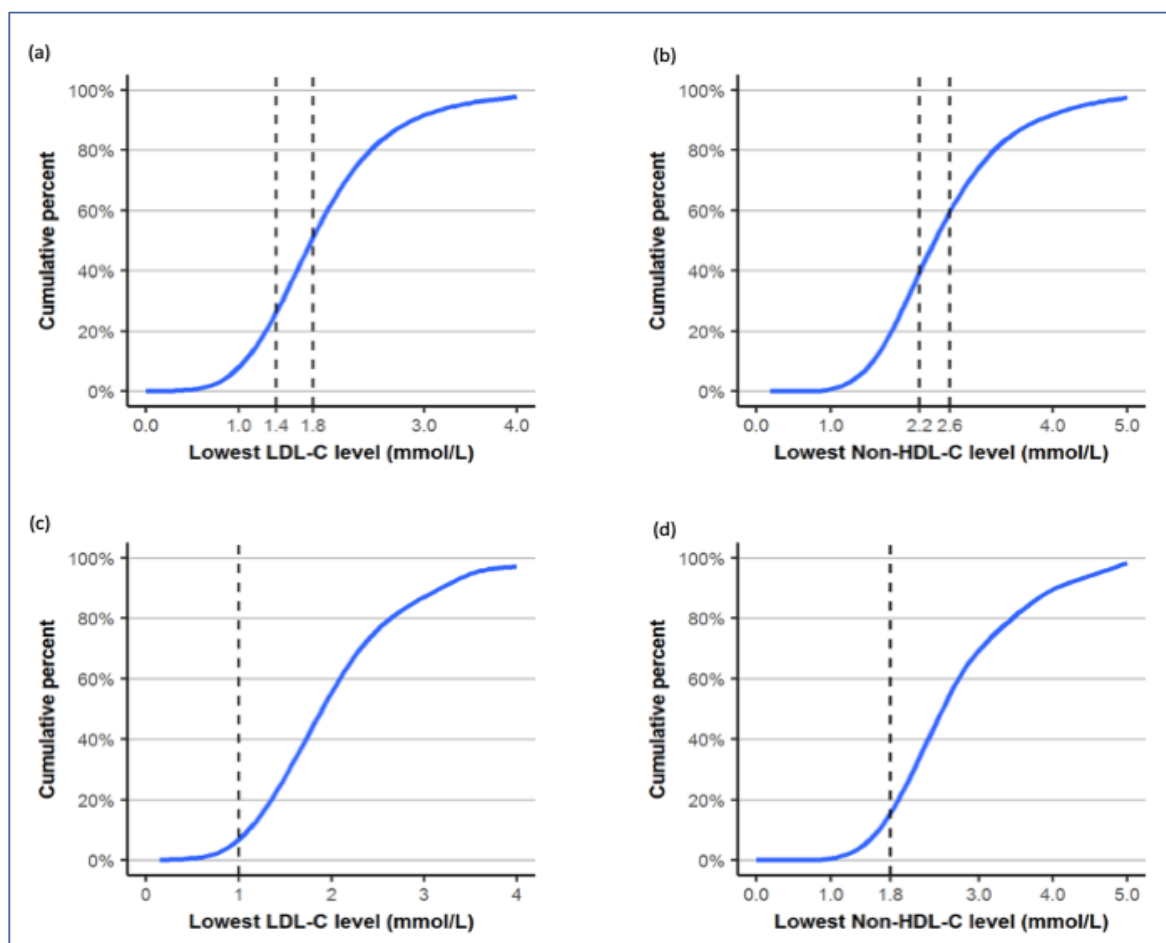 (a)
100%
80%
60%
40%
20%
0%
Cumulative percent
0.0 1.0 1.4 1.8 3.0 4.0
Lowest LDL-C level (mmol/L)
(b)
100%
80%
60%
40%
20%
0%
Cumulative percent
0.0 1.0 2.2 2.6 4.0 5.0
Lowest Non-HDL-C level (mmol/L)
(c)
100%
80%
60%
40%
20%
0%
Cumulative percent
0 1 2 3 4
Lowest LDL-C level (mmol/L)
(d)
100%
80%
60%
40%
20%
0%
Cumulative percent
0.0 1.0 1.8 3.0 4.0 5.0
Lowest Non-HDL-C level (mmol/L)